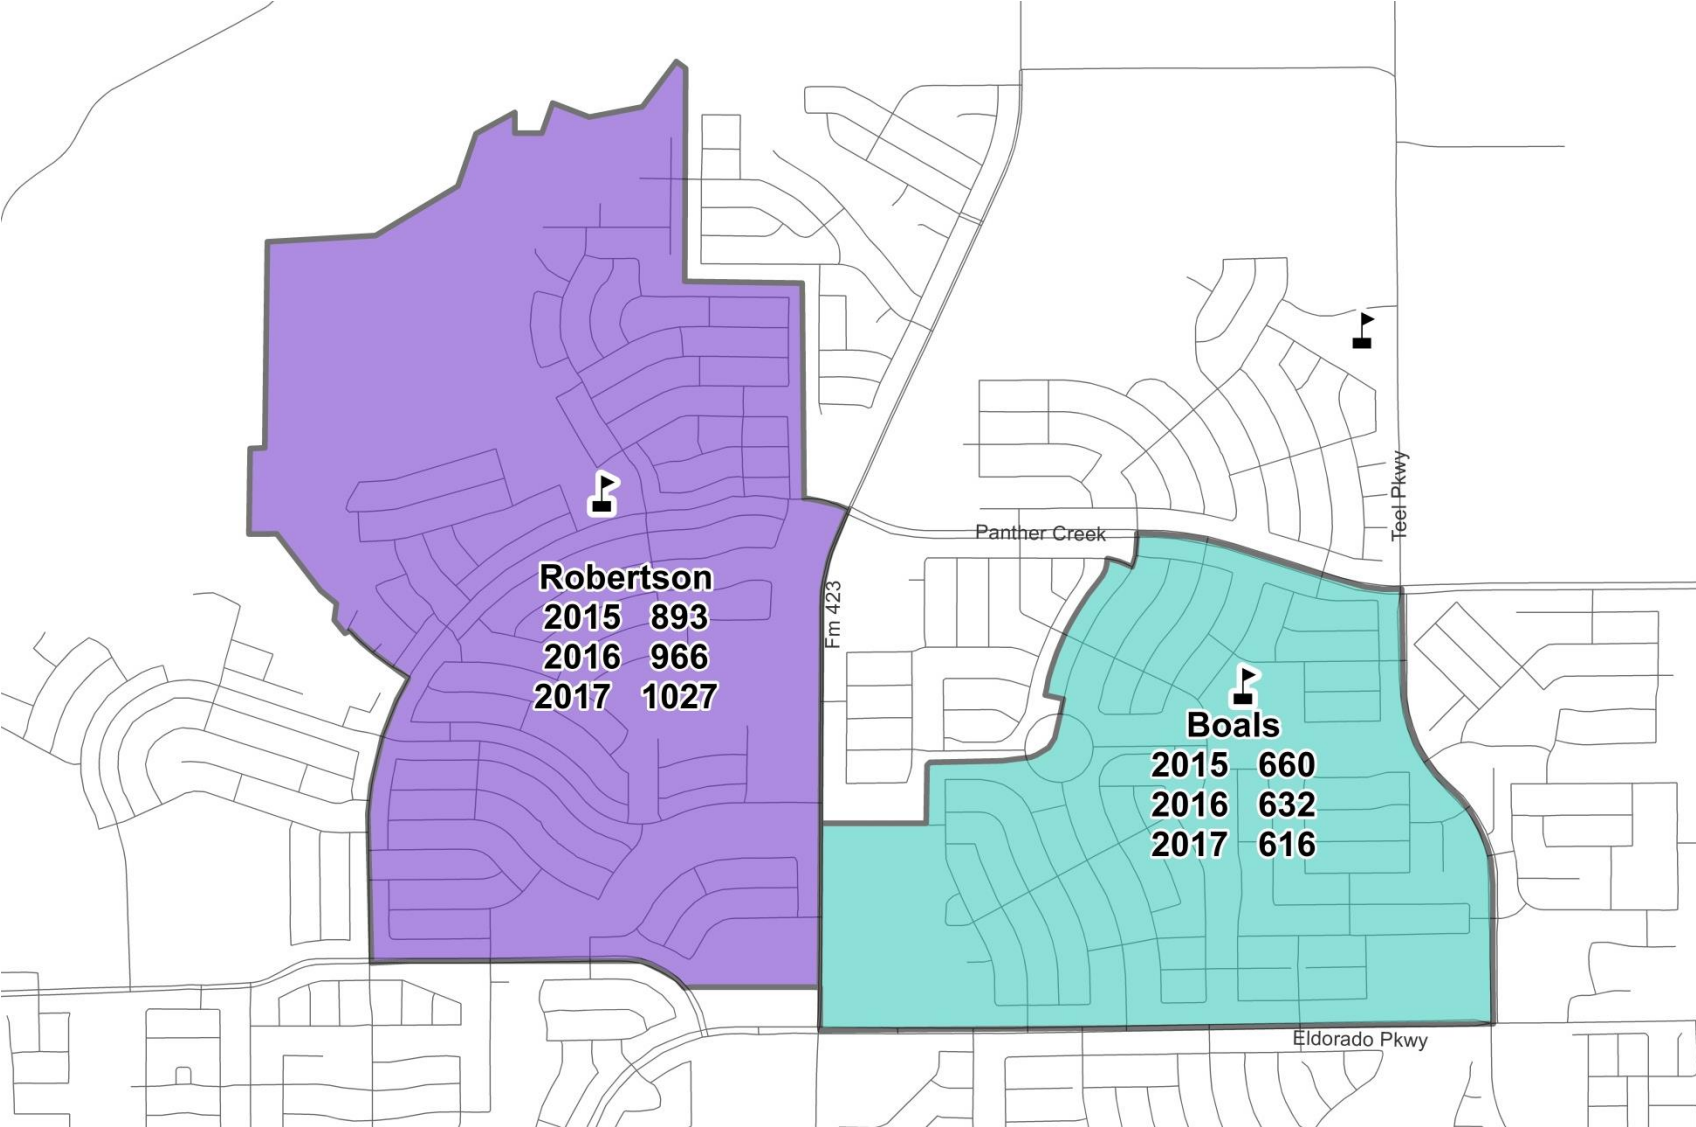 Panther Creek
Teel Pkwy
Robertson
2015 893
2016 966
2017 1027
Fm 423
Boals
2015 660
2016 632
2017 616
Eldorado Pkwy